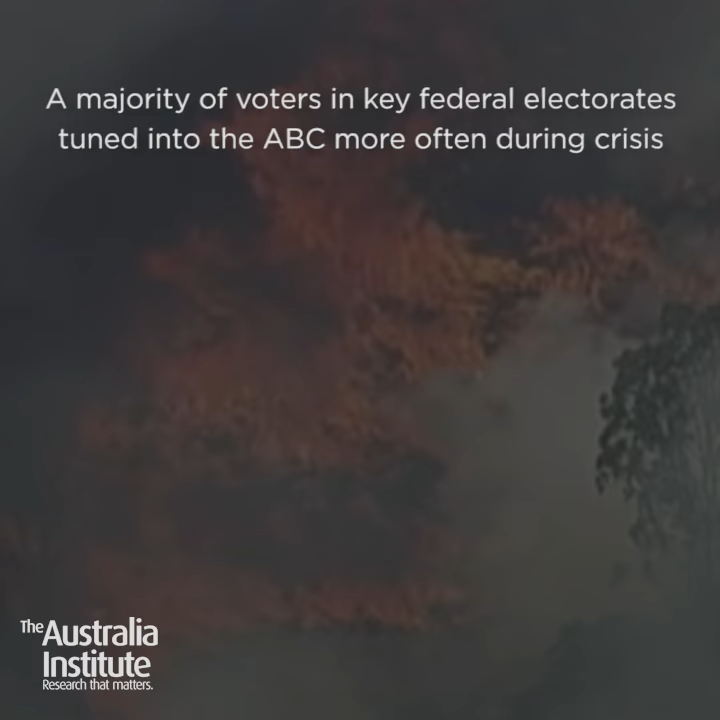 A majority of voters in key federal electorates
tuned into the ABC more often during crisis
The Australia
Institute
Research that matters.